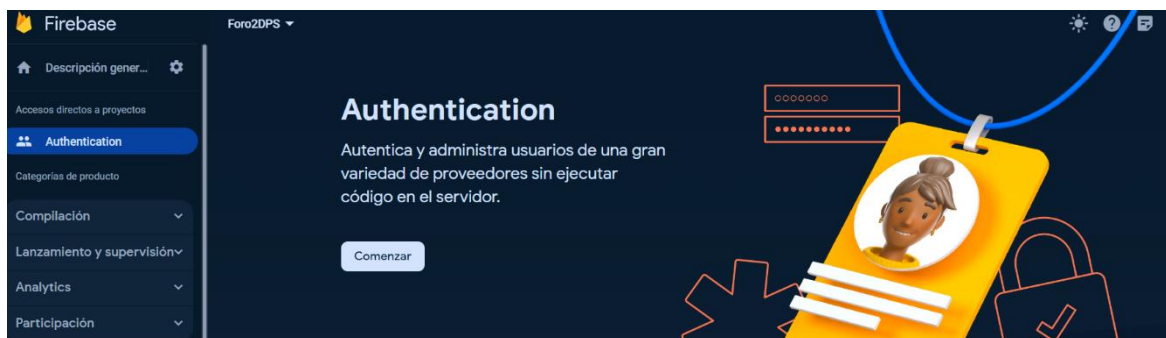 Firebase
Foro2DPS
Descripción gener...
Accesos directos a proyectos
Authentication
Categorías de producto
Compilación
Lanzamiento y supervisión
Analytics
Participación
Authentication
Autentica y administra usuarios de una gran
variedad de proveedores sin ejecutar
código en el servidor.
Comenzar